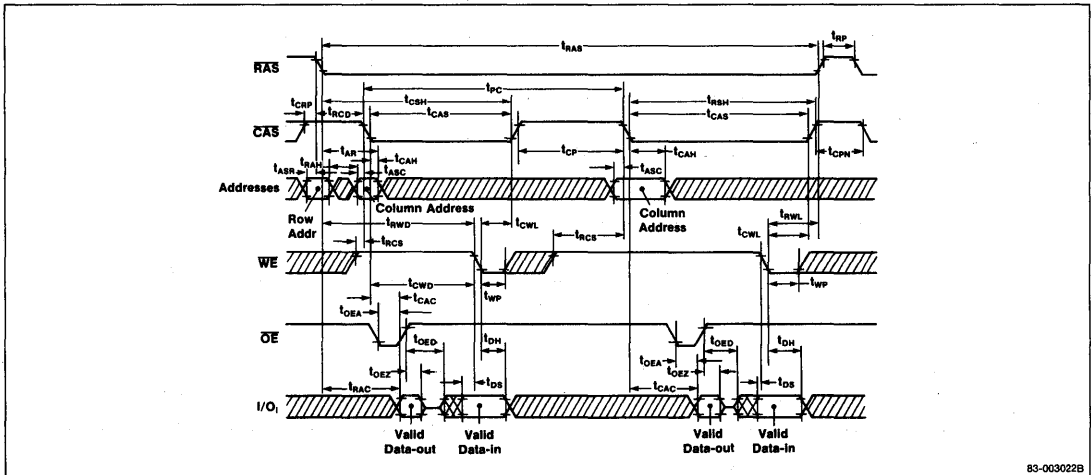 tRAS
tRP
RAS
tPC
tCSH
tRSH
tCRP
tRCD
tCAS
tCAS
CAS
tAR
tCP
tCPN
tRAH
tCAH
tCAH
tASR
tASC
tASC
Addresses
Row Addr
Column Address
Column Address
tRWD
tCWL
tRWL
tRCS
tRCS
tCWL
WE
tCWD
tWP
tWP
tCAC
tOEA
OE
tOED
tDH
tOED
tDH
tOEA
tOEZ
tOEZ
tRAC
tDS
tCAC
tDS
I/O₁
Valid Data-out
Valid Data-in
Valid Data-out
Valid Data-in
83-003022B